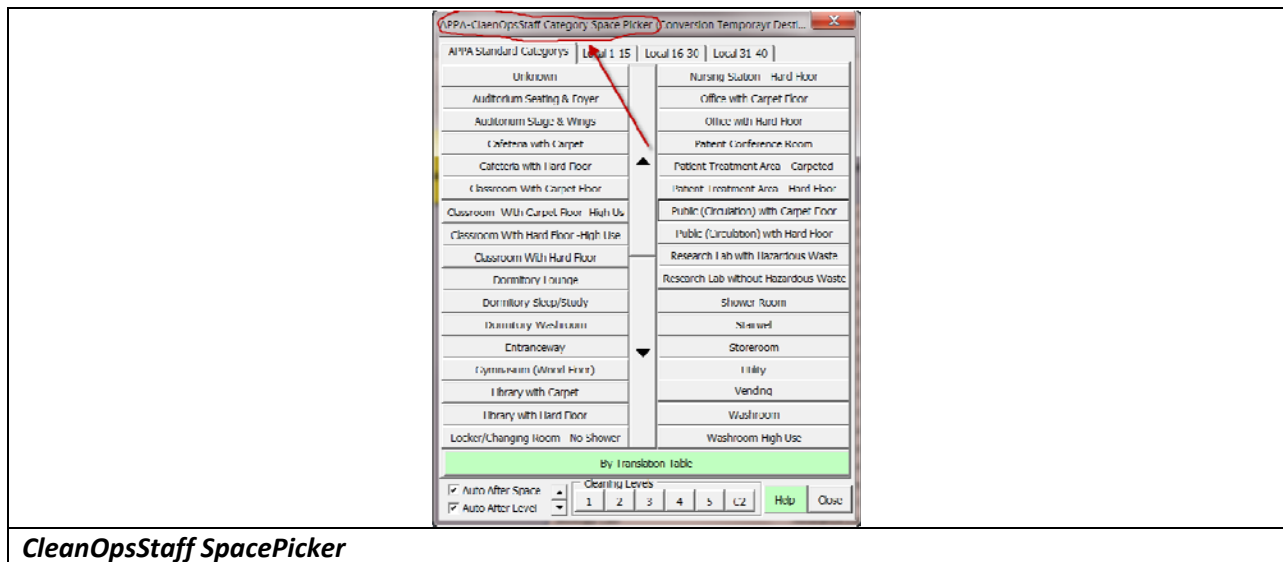 APPA-ClaenOpsStaff Category Space Picker (Conversion Temporayr Desti...
APPA Standard Categorys
Local 1-15
Local 16-30
Local 31-40
Unknown
Auditorium Seating & Foyer
Auditorium Stage & Wings
Cafeteria with Carpet
Cafeteria with Hard Floor
Classroom With Carpet Floor
Classroom With Carpet Floor-High Us
Classroom With Hard Floor -High Use
Classroom With Hard Floor
Dormitory Lounge
Dormitory Sleep/Study
Dormitory Washroom
Entranceway
Gymnasium (Wood Floor)
Library with Carpet
Library with Hard Floor
Locker/Changing Room - No Shower
Nursing Station - Hard Floor
Office with Carpet Floor
Office with Hard Floor
Patient Conference Room
Patient Treatment Area - Carpeted
Patient Treatment Area - Hard Floor
Public (Circulation) with Carpet Floor
Public (Circulation) with Hard Floor
Research Lab with Hazardous Waste
Research Lab without Hazardous Waste
Shower Room
Stairwel
Storeroom
Utility
Vending
Washroom
Washroom High Use
By Translation Table
Auto After Space
Auto After Level
Cleaning Levels
1 2 3 4 5 C2
Help
Close
CleanOpsStaff SpacePicker